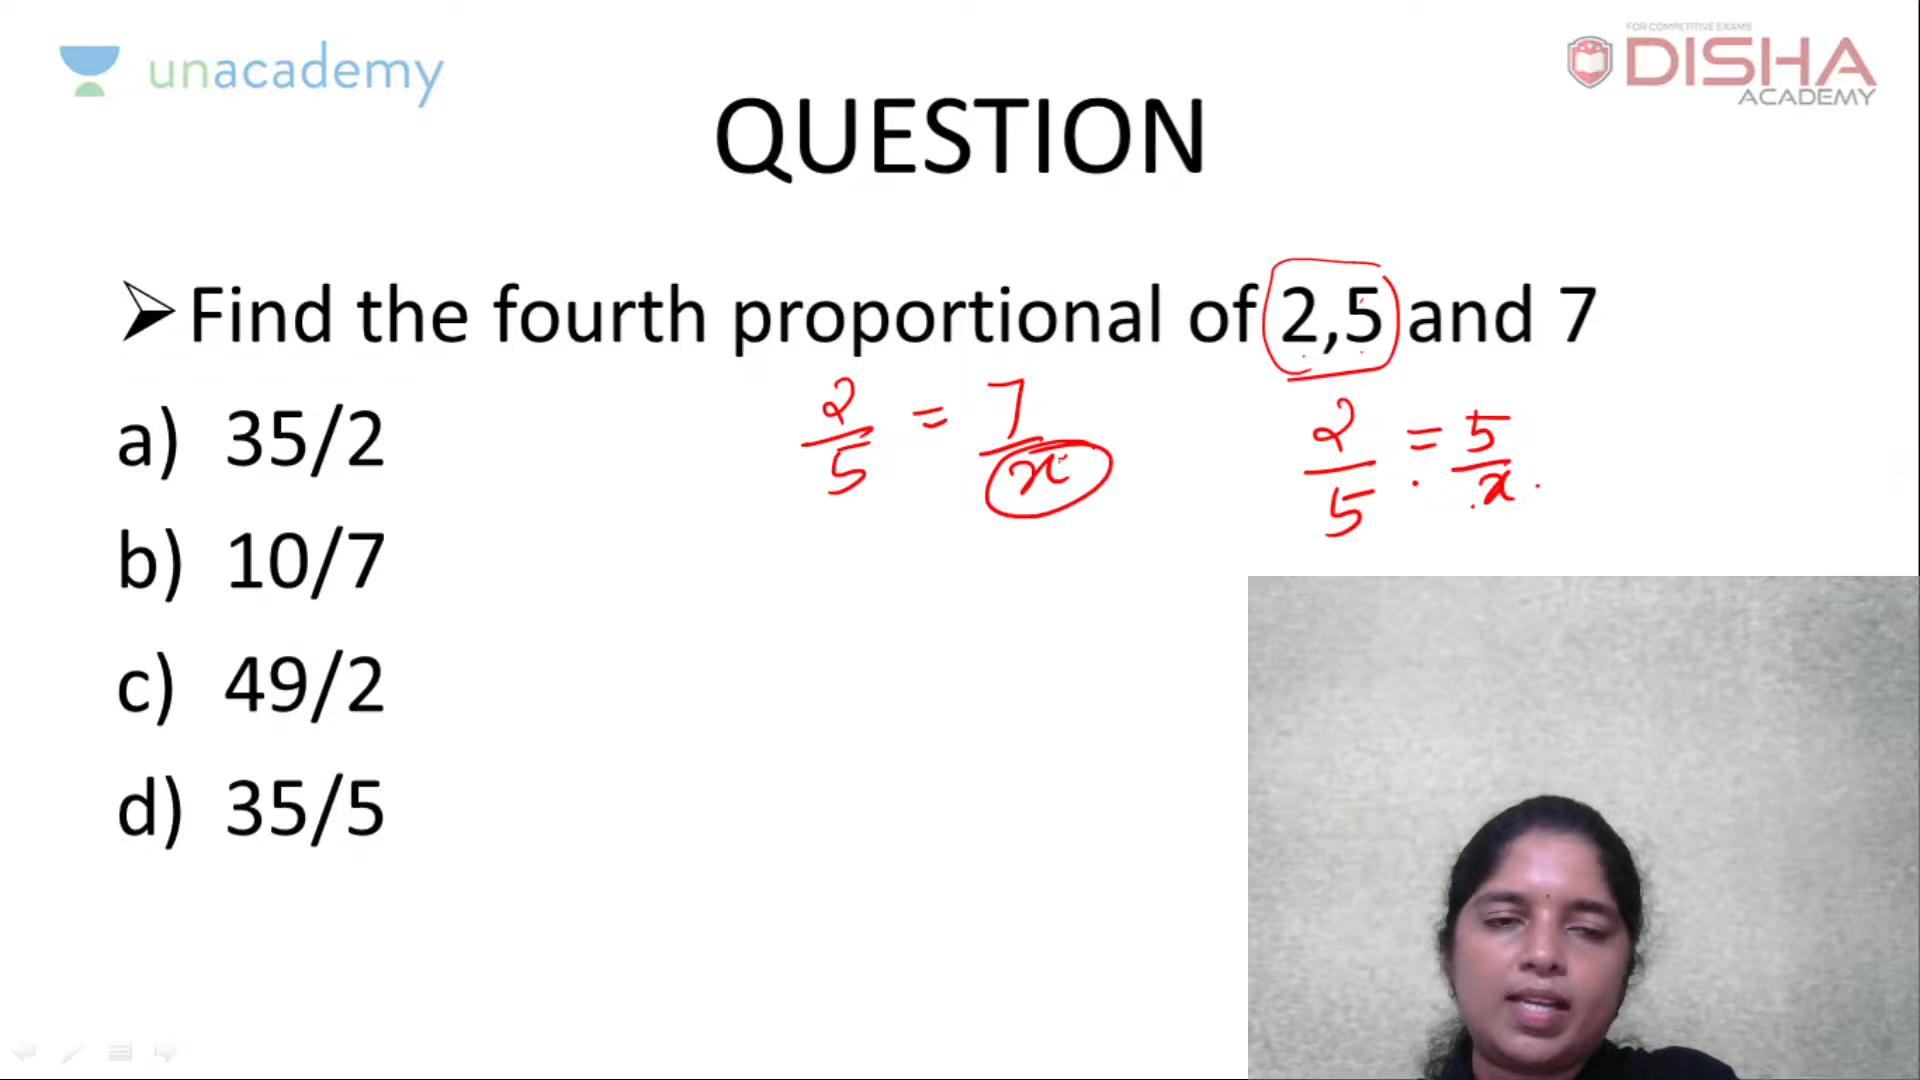 unacademy
FOR COMPETITIVE EXAMS
DISHA
ACADEMY
QUESTION
Find the fourth proportional of 2,5 and 7
2/5 = 7/x
2/5 = 5/x
a) 35/2
b) 10/7
c) 49/2
d) 35/5